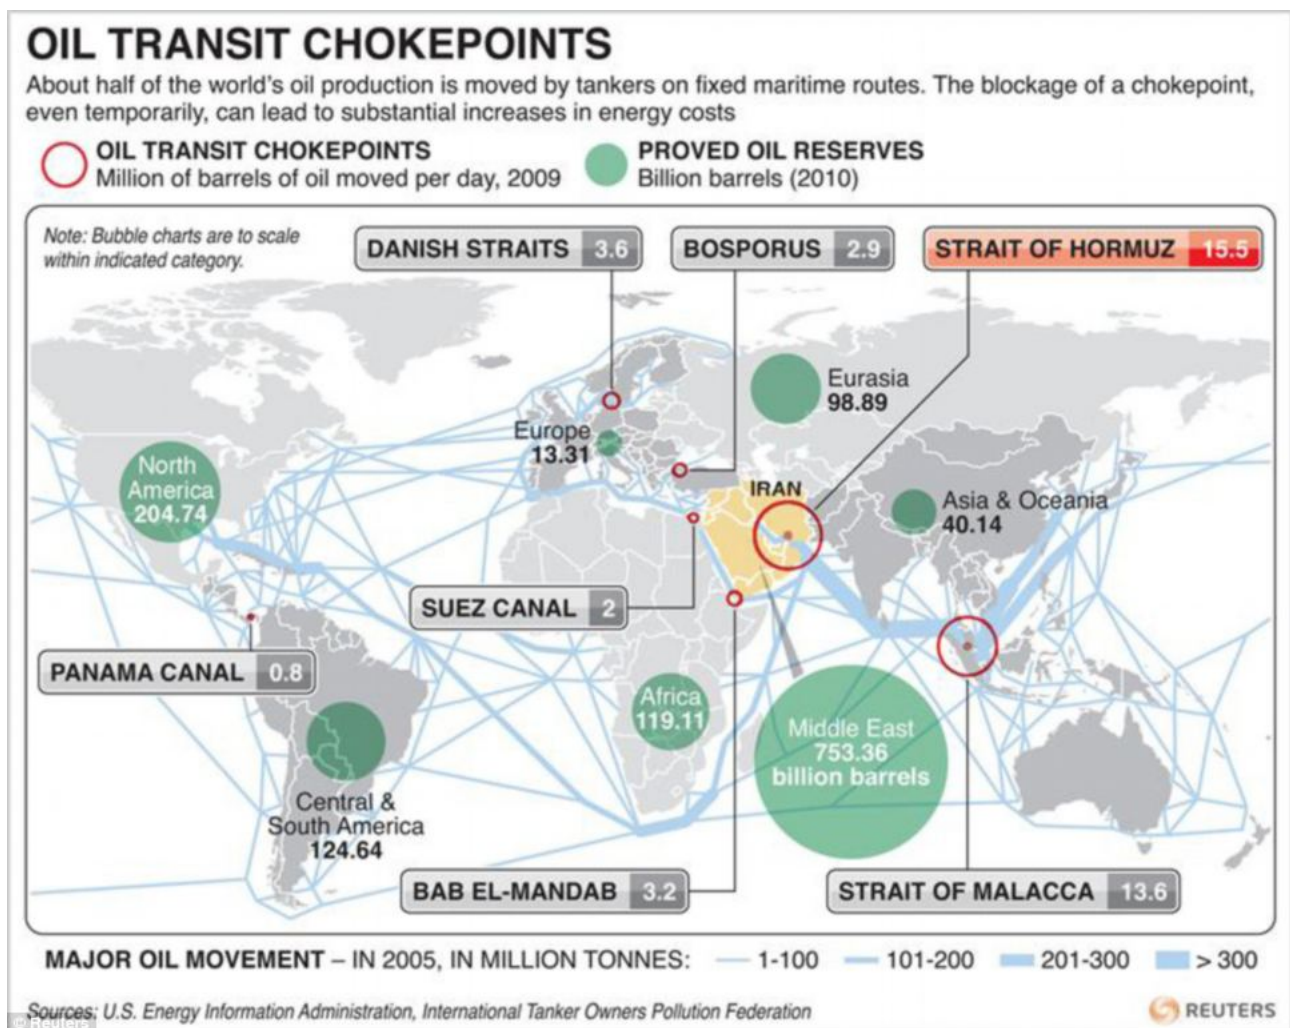 OIL TRANSIT CHOKEPOINTS
About half of the world's oil production is moved by tankers on fixed maritime routes. The blockage of a chokepoint,
even temporarily, can lead to substantial increases in energy costs
OIL TRANSIT CHOKEPOINTS
Million of barrels of oil moved per day, 2009
PROVED OIL RESERVES
Billion barrels (2010)
Note: Bubble charts are to scale
within indicated category.
DANISH STRAITS 3.6
BOSPORUS 2.9
STRAIT OF HORMUZ 15.5
Eurasia
98.89
Europe
13.31
North
America
204.74
IRAN
Asia & Oceania
40.14
SUEZ CANAL 2
PANAMA CANAL 0.8
Africa
119.11
Middle East
753.36
billion barrels
Central &
South America
124.64
BAB EL-MANDAB 3.2
STRAIT OF MALACCA 13.6
MAJOR OIL MOVEMENT – IN 2005, IN MILLION TONNES: 1-100 101-200 201-300 > 300
Sources: U.S. Energy Information Administration, International Tanker Owners Pollution Federation
REUTERS
© Reuters